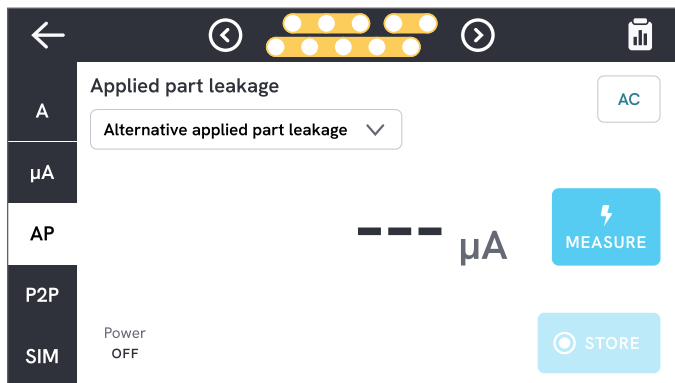 Applied part leakage
AC
A
Alternative applied part leakage
µA
AP
--- µA
MEASURE
P2P
Power
OFF
STORE
SIM